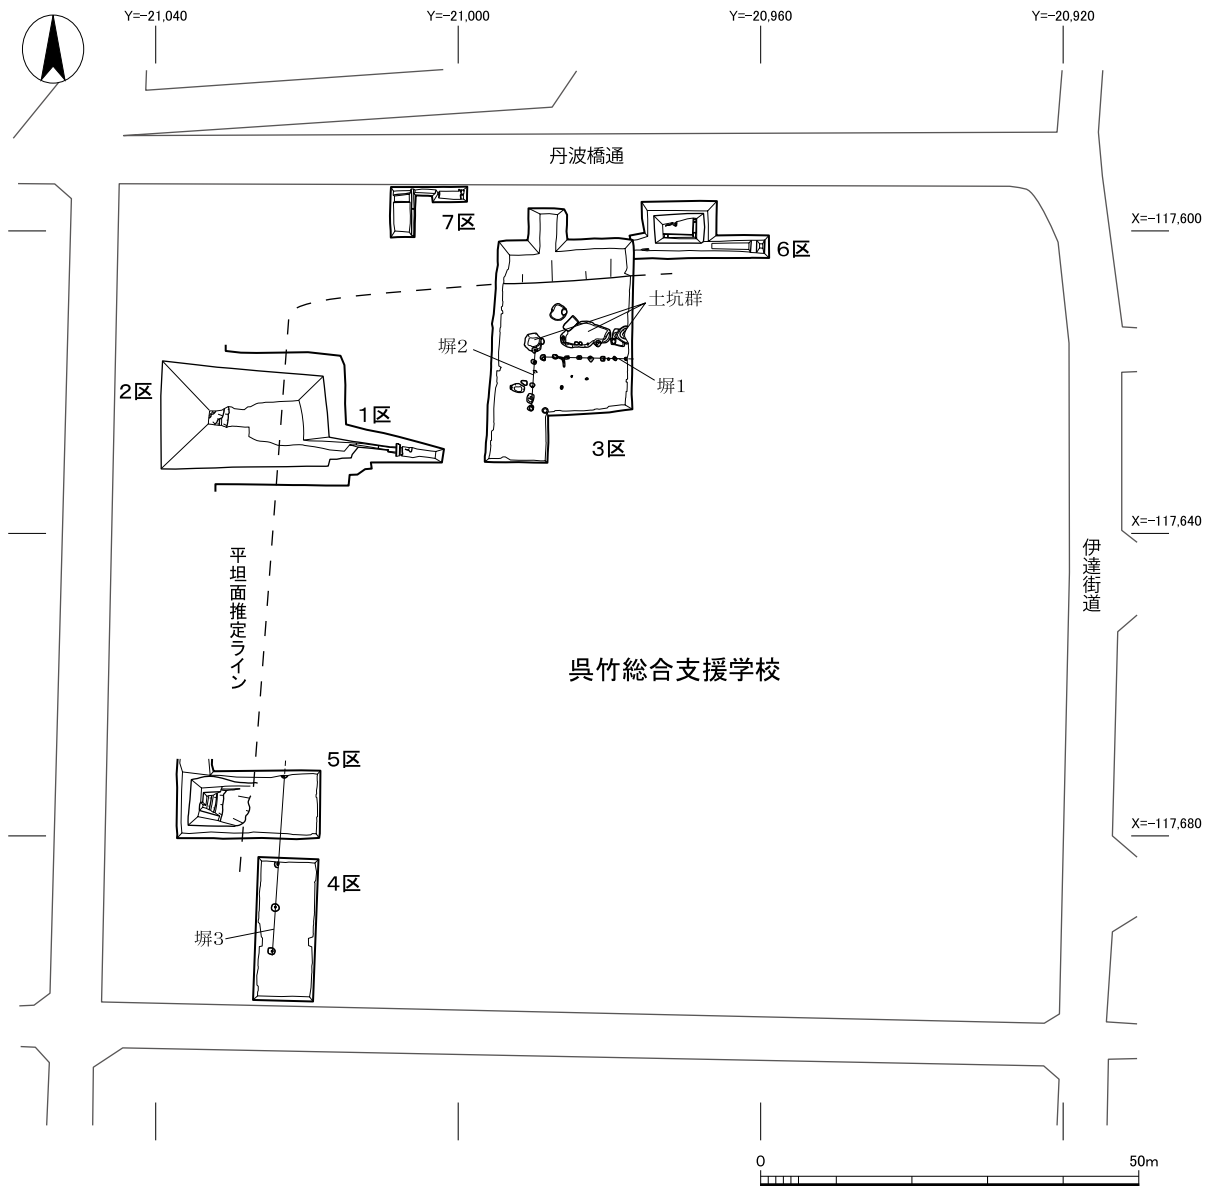 Y=-21,040
Y=-21,000
Y=-20,960
Y=-20,920
丹波橋通
X=-117,600
7区
6区
土坑群
塀2
塀1
2区
1区
3区
X=-117,640
平坦面推定ライン
伊達街道
呉竹総合支援学校
5区
X=-117,680
4区
塀3
0
50m